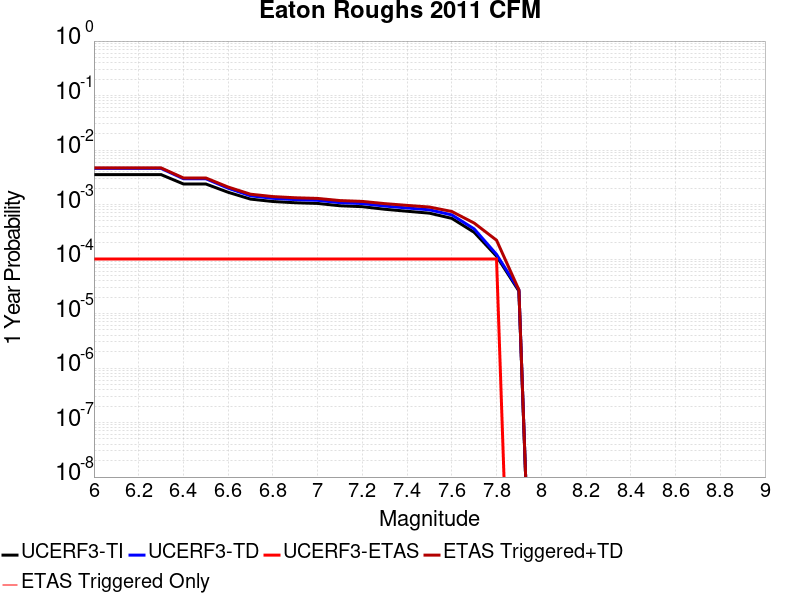 Eaton Roughs 2011 CFM
10^0
10^-1
10^-2
10^-3
10^-4
10^-5
10^-6
10^-7
10^-8
1 Year Probability
6 6.2 6.4 6.6 6.8 7 7.2 7.4 7.6 7.8 8 8.2 8.4 8.6 8.8 9
Magnitude
UCERF3-TI UCERF3-TD UCERF3-ETAS ETAS Triggered+TD
ETAS Triggered Only